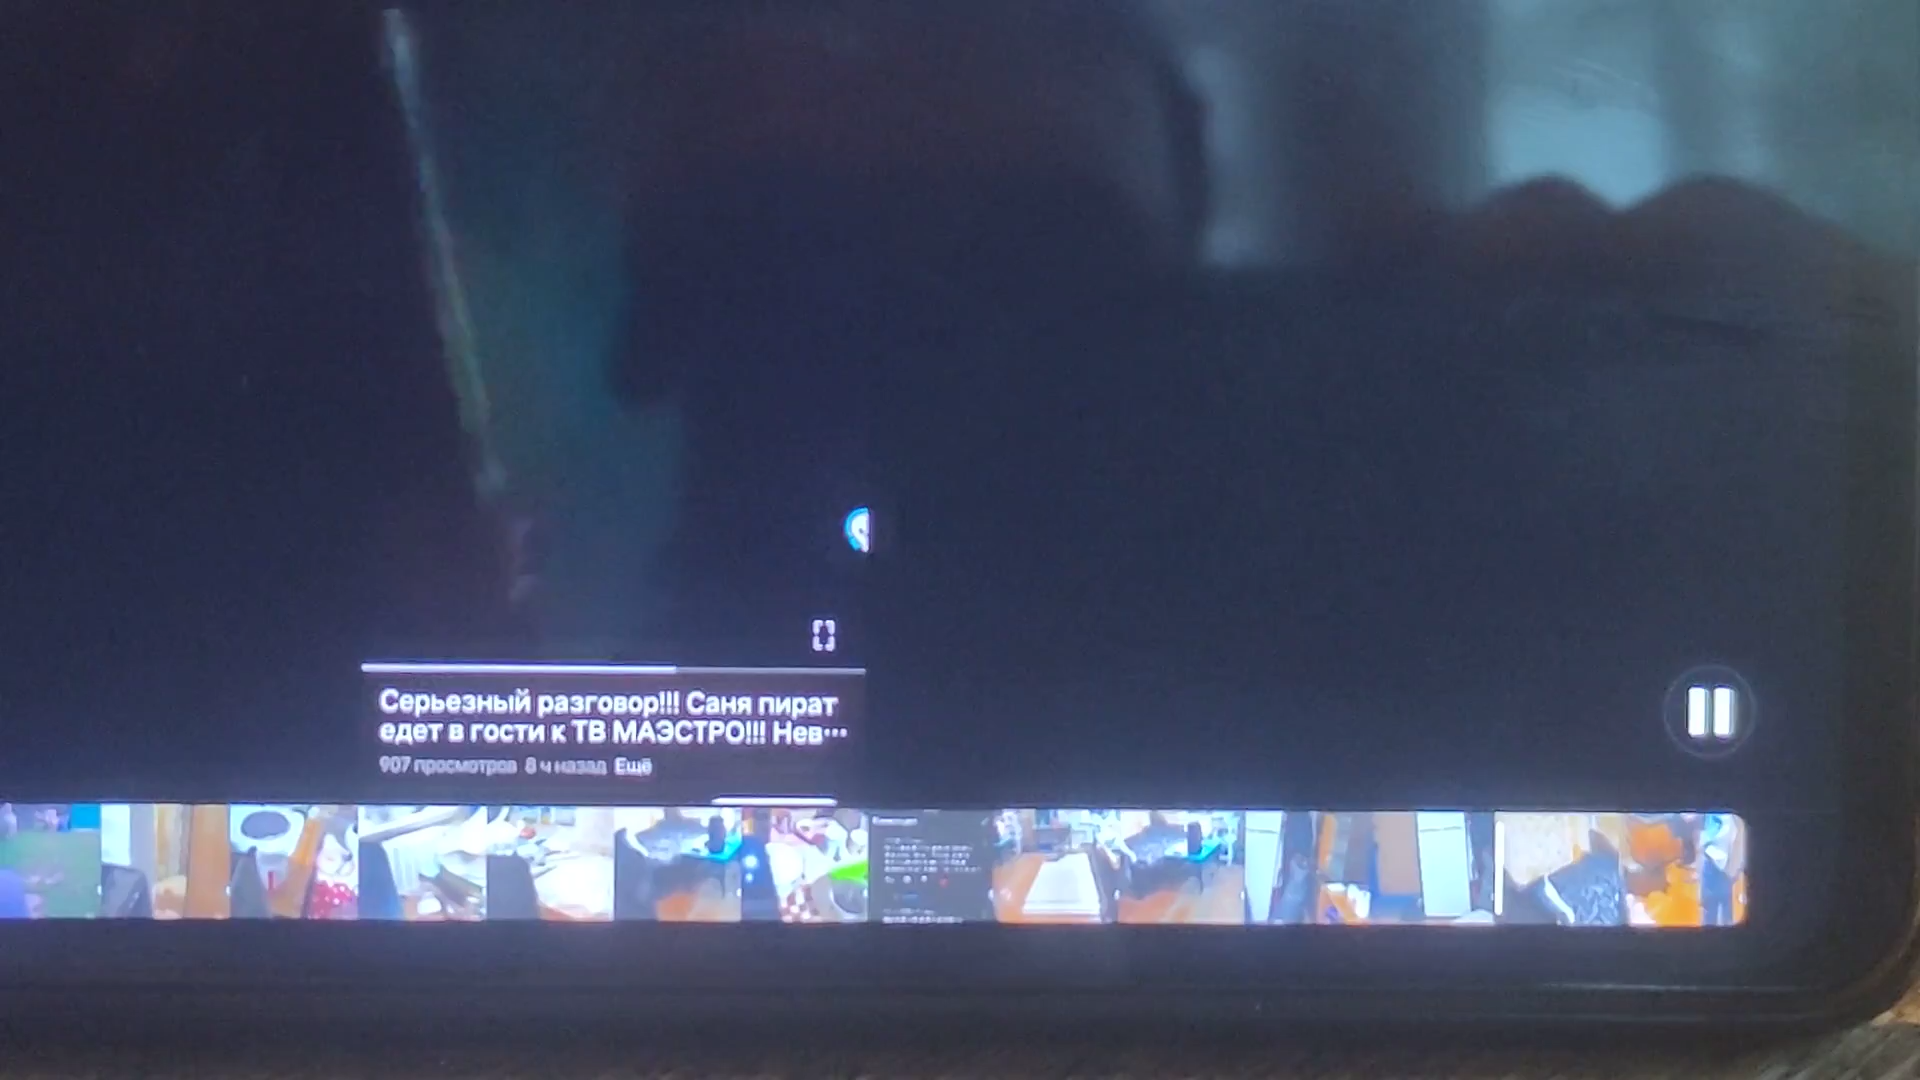 Серьезный разговор!!! Саня пират
едет в гости к ТВ МАЭСТРО!!! Нев...
907 просмотров 8 ч назад Ещё